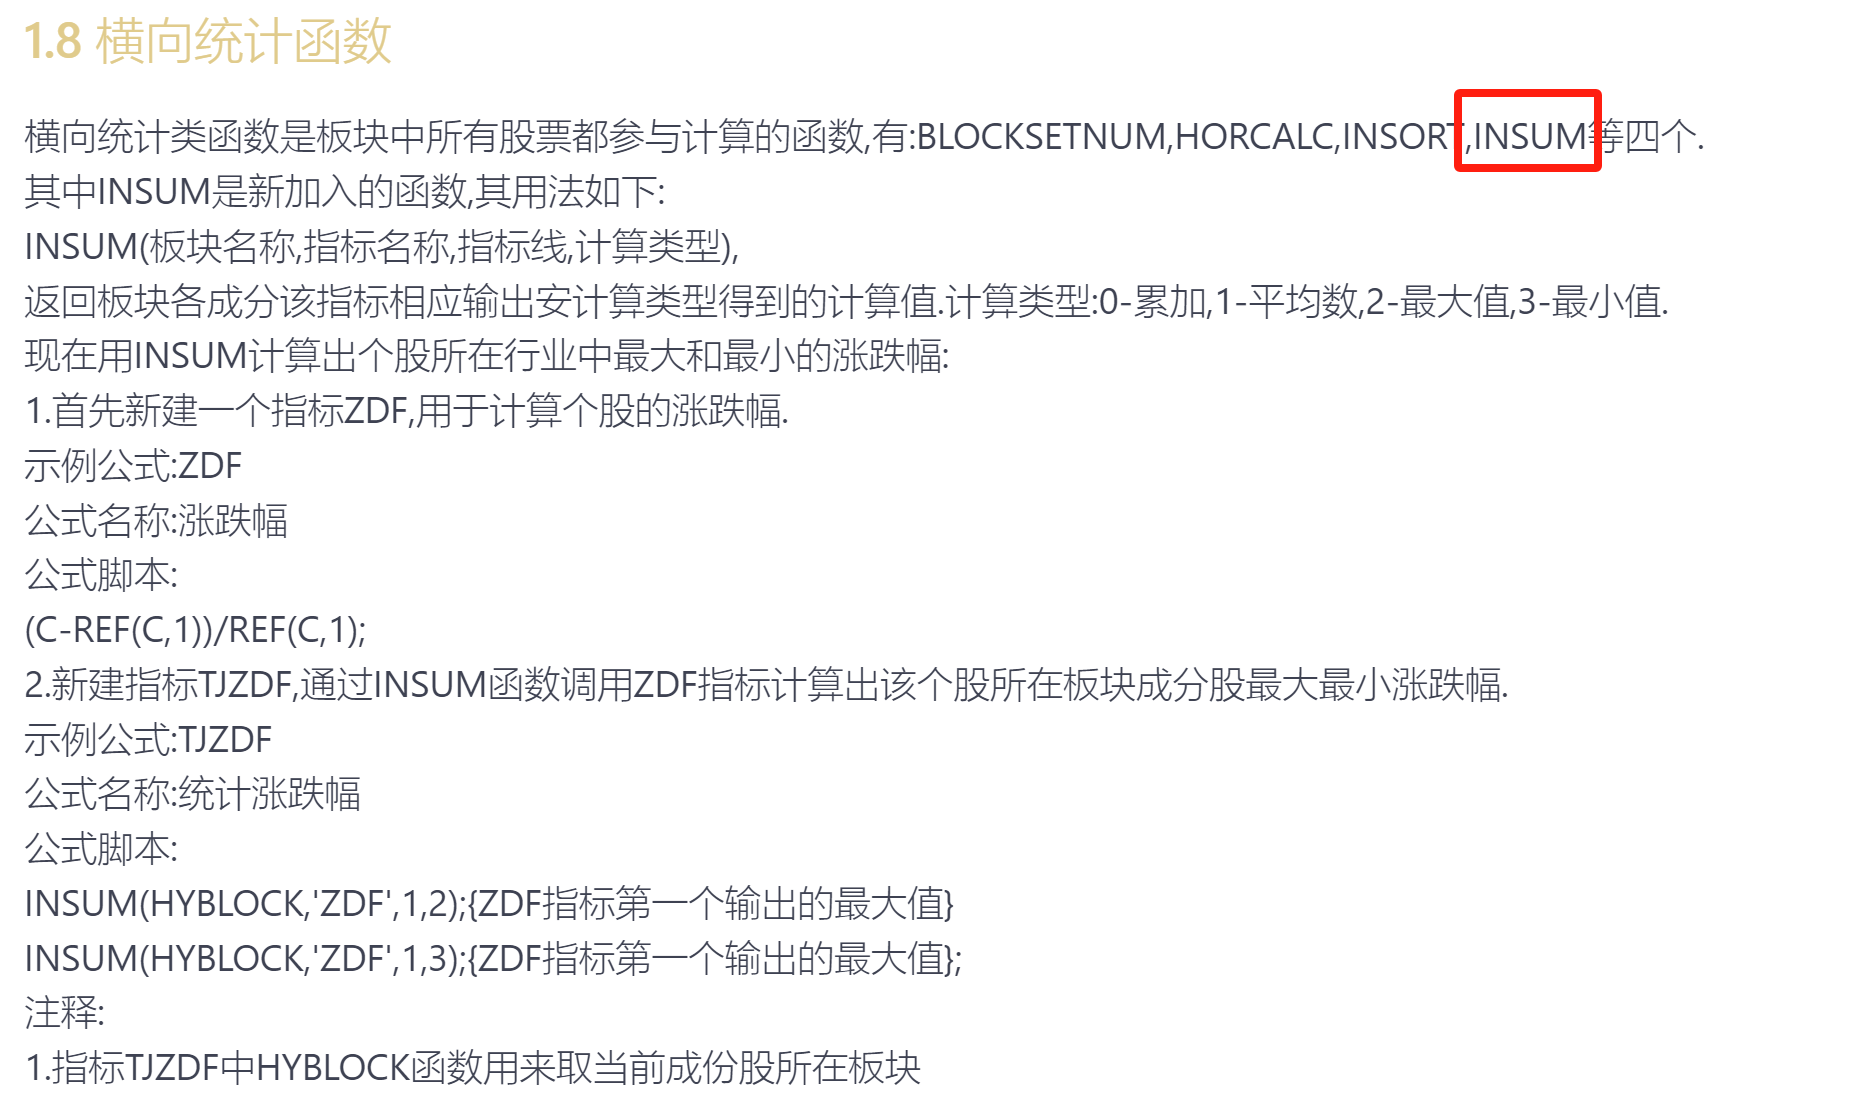 1.8 横向统计函数
横向统计类函数是板块中所有股票都参与计算的函数,有:BLOCKSETNUM,HORCALC,INSORT,INSUM等四个.
其中INSUM是新加入的函数,其用法如下:
INSUM(板块名称,指标名称,指标线,计算类型),
返回板块各成分该指标相应输出安计算类型得到的计算值.计算类型:0-累加,1-平均数,2-最大值,3-最小值.
现在用INSUM计算出个股所在行业中最大和最小的涨跌幅:
1.首先新建一个指标ZDF,用于计算个股的涨跌幅.
示例公式:ZDF
公式名称:涨跌幅
公式脚本:
(C-REF(C,1))/REF(C,1);
2.新建指标TJZDF,通过INSUM函数调用ZDF指标计算出该个股所在板块成分股最大最小涨跌幅.
示例公式:TJZDF
公式名称:统计涨跌幅
公式脚本:
INSUM(HYBLOCK,'ZDF',1,2);{ZDF指标第一个输出的最大值}
INSUM(HYBLOCK,'ZDF',1,3);{ZDF指标第一个输出的最大值};
注释:
1.指标TJZDF中HYBLOCK函数用来取当前成份股所在板块